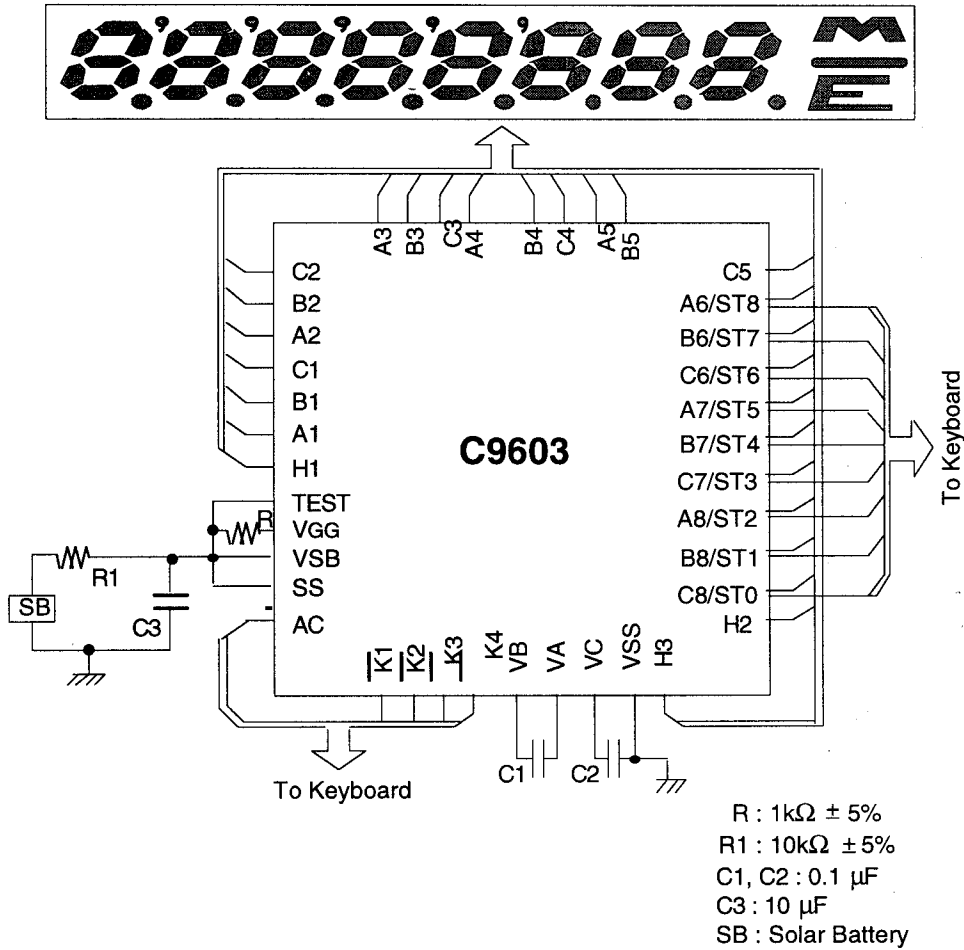 M
E
A3
B3
C3
A4
B4
C4
A5
B5
C2
B2
A2
C1
B1
A1
H1
TEST
VGG
VSB
SS
AC
R
R1
SB
C3
C9603
C5
A6/ST8
B6/ST7
C6/ST6
A7/ST5
B7/ST4
C7/ST3
A8/ST2
B8/ST1
C8/ST0
H2
To Keyboard
K1
K2
K3
K4
VB
VA
VC
VSS
H3
C1
C2
To Keyboard
R : 1kΩ ± 5%
R1 : 10kΩ ± 5%
C1, C2 : 0.1 µF
C3 : 10 µF
SB : Solar Battery